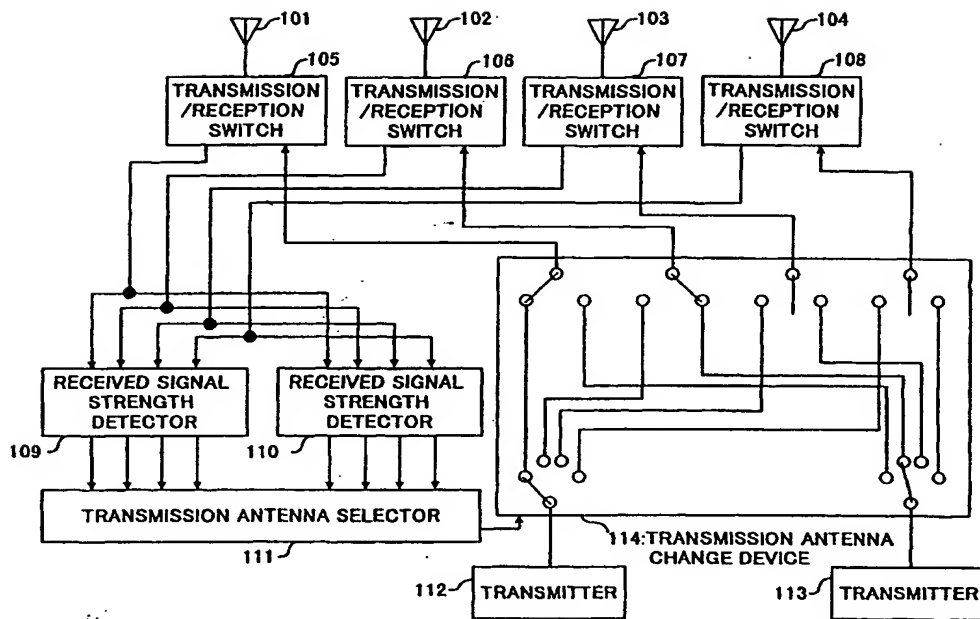 101
102
103
104
105
106
107
108
TRANSMISSION
/RECEPTION
SWITCH
TRANSMISSION
/RECEPTION
SWITCH
TRANSMISSION
/RECEPTION
SWITCH
TRANSMISSION
/RECEPTION
SWITCH
RECEIVED SIGNAL
STRENGTH
DETECTOR
RECEIVED SIGNAL
STRENGTH
DETECTOR
109
110
TRANSMISSION ANTENNA SELECTOR
111
114:TRANSMISSION ANTENNA
CHANGE DEVICE
112
TRANSMITTER
113
TRANSMITTER